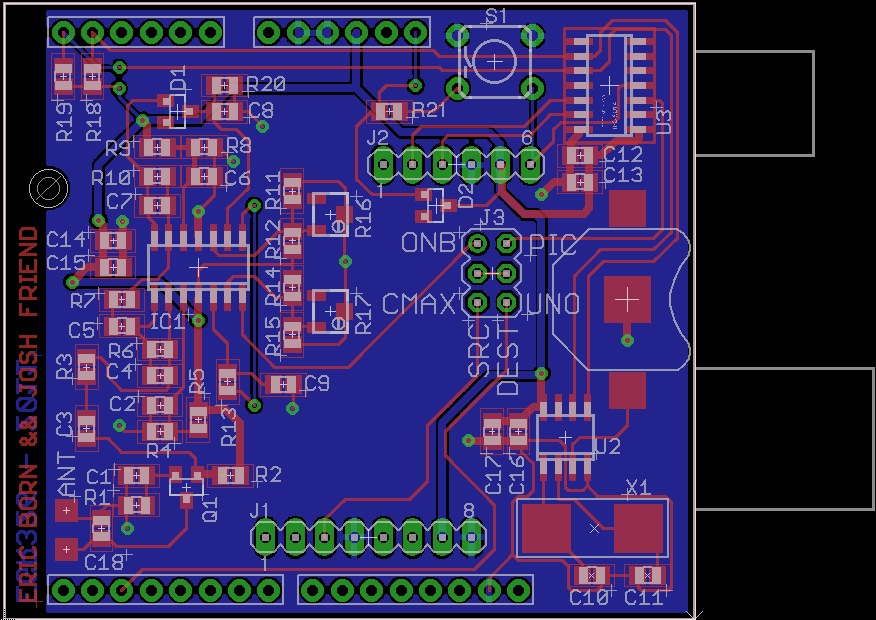 S1
D1
R20
C8
R19
R18
R21
U3
J2
6
1
R9
R8
R10
C6
C7
R11
R16
D2
C12
C13
C14
C15
R12
J3
ONB
PIC
R7
R14
R17
CMAX
UNO
C5
IC1
R15
SRC
DEST
R6
R3
C4
R5
C9
C2
R13
C3
R4
J2
ANT
C1
R2
C17
C16
R1
Q1
J1
8
1
X1
C18
C10
C11
ERIC BORN && JOSH FRIEND